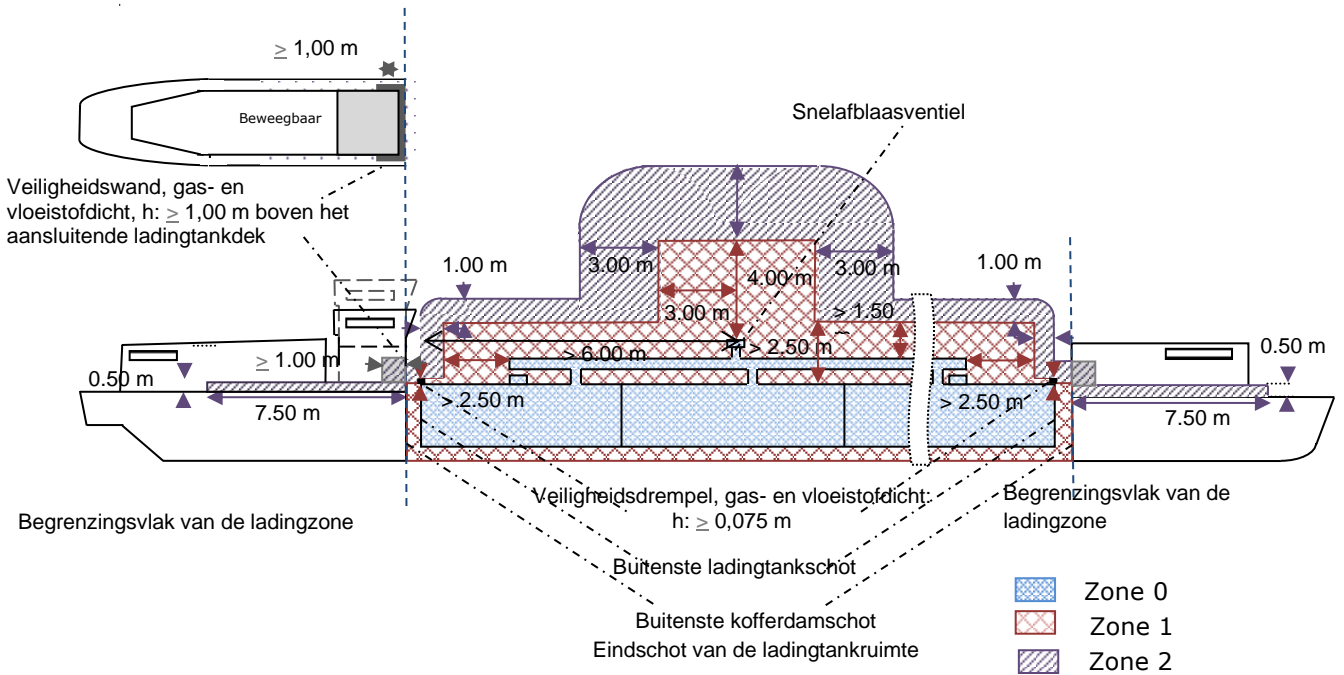 ≥ 1,00 m
Beweegbaar
Snelafblaasventiel
Veiligheidswand, gas- en
vloeistofdicht, h: ≥ 1,00 m boven het
aansluitende ladingtankdek
1.00 m
3.00 m
4.00 m
3.00 m
1.00 m
3.00 m
> 1.50
≥ 1.00 m
> 6.00 m
> 2.50 m
0.50 m
0.50 m
7.50 m
> 2.50 m
> 2.50 m
7.50 m
Begrenzingsvlak van de ladingzone
Veiligheidsdrempel, gas- en vloeistofdicht:
h: ≥ 0,075 m
Begrenzingsvlak van de
ladingzone
Buitenste ladingtankschot
Buitenste kofferdamschot
Eindschot van de ladingtankruimte
Zone 0
Zone 1
Zone 2